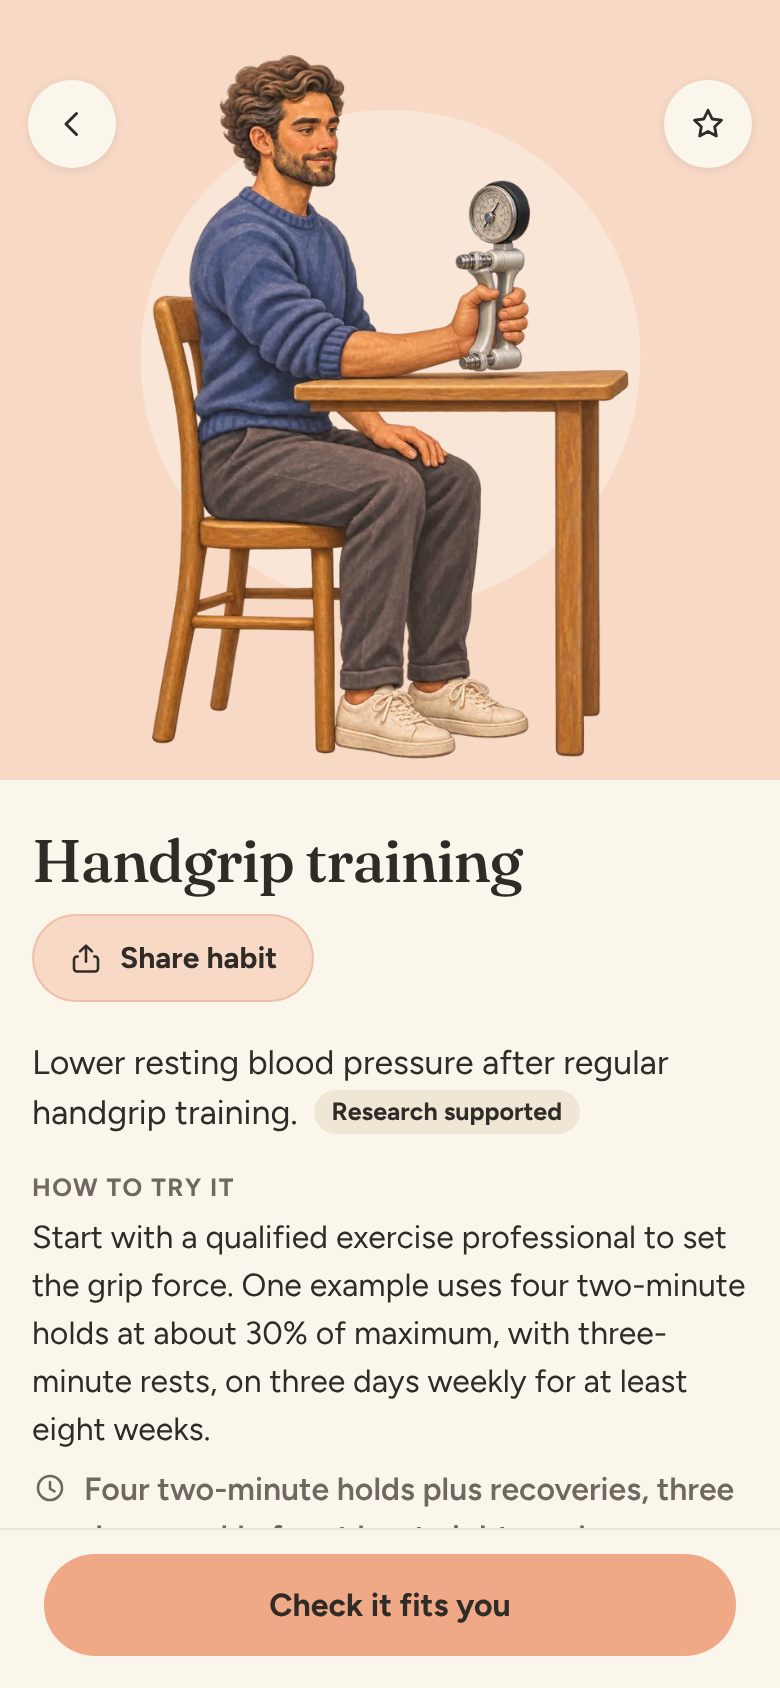 Handgrip training
Share habit
Lower resting blood pressure after regular
handgrip training. Research supported
HOW TO TRY IT
Start with a qualified exercise professional to set
the grip force. One example uses four two-minute
holds at about 30% of maximum, with three-
minute rests, on three days weekly for at least
eight weeks.
Four two-minute holds plus recoveries, three
Check it fits you